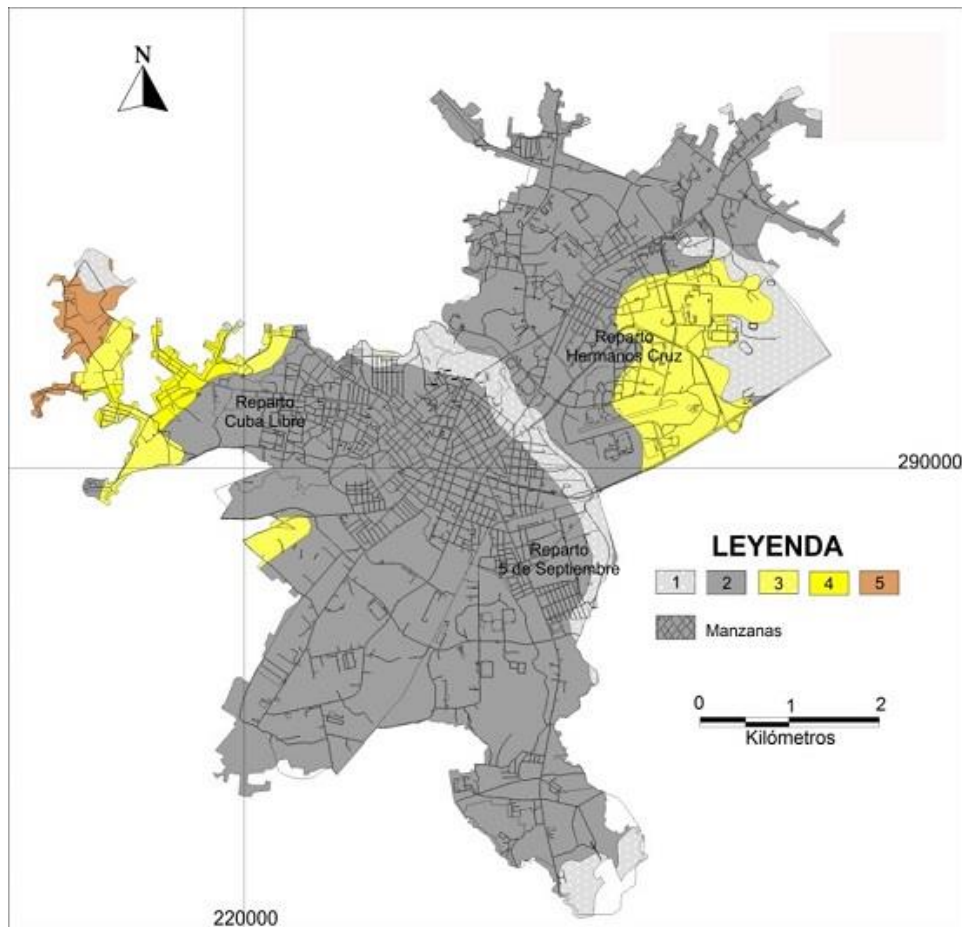 N
Reparto
Hermanos Cruz
Reparto
Cuba Libre
290000
Reparto
5 de Septiembre
LEYENDA
1 2 3 4 5
Manzanas
0 1 2
Kilómetros
220000